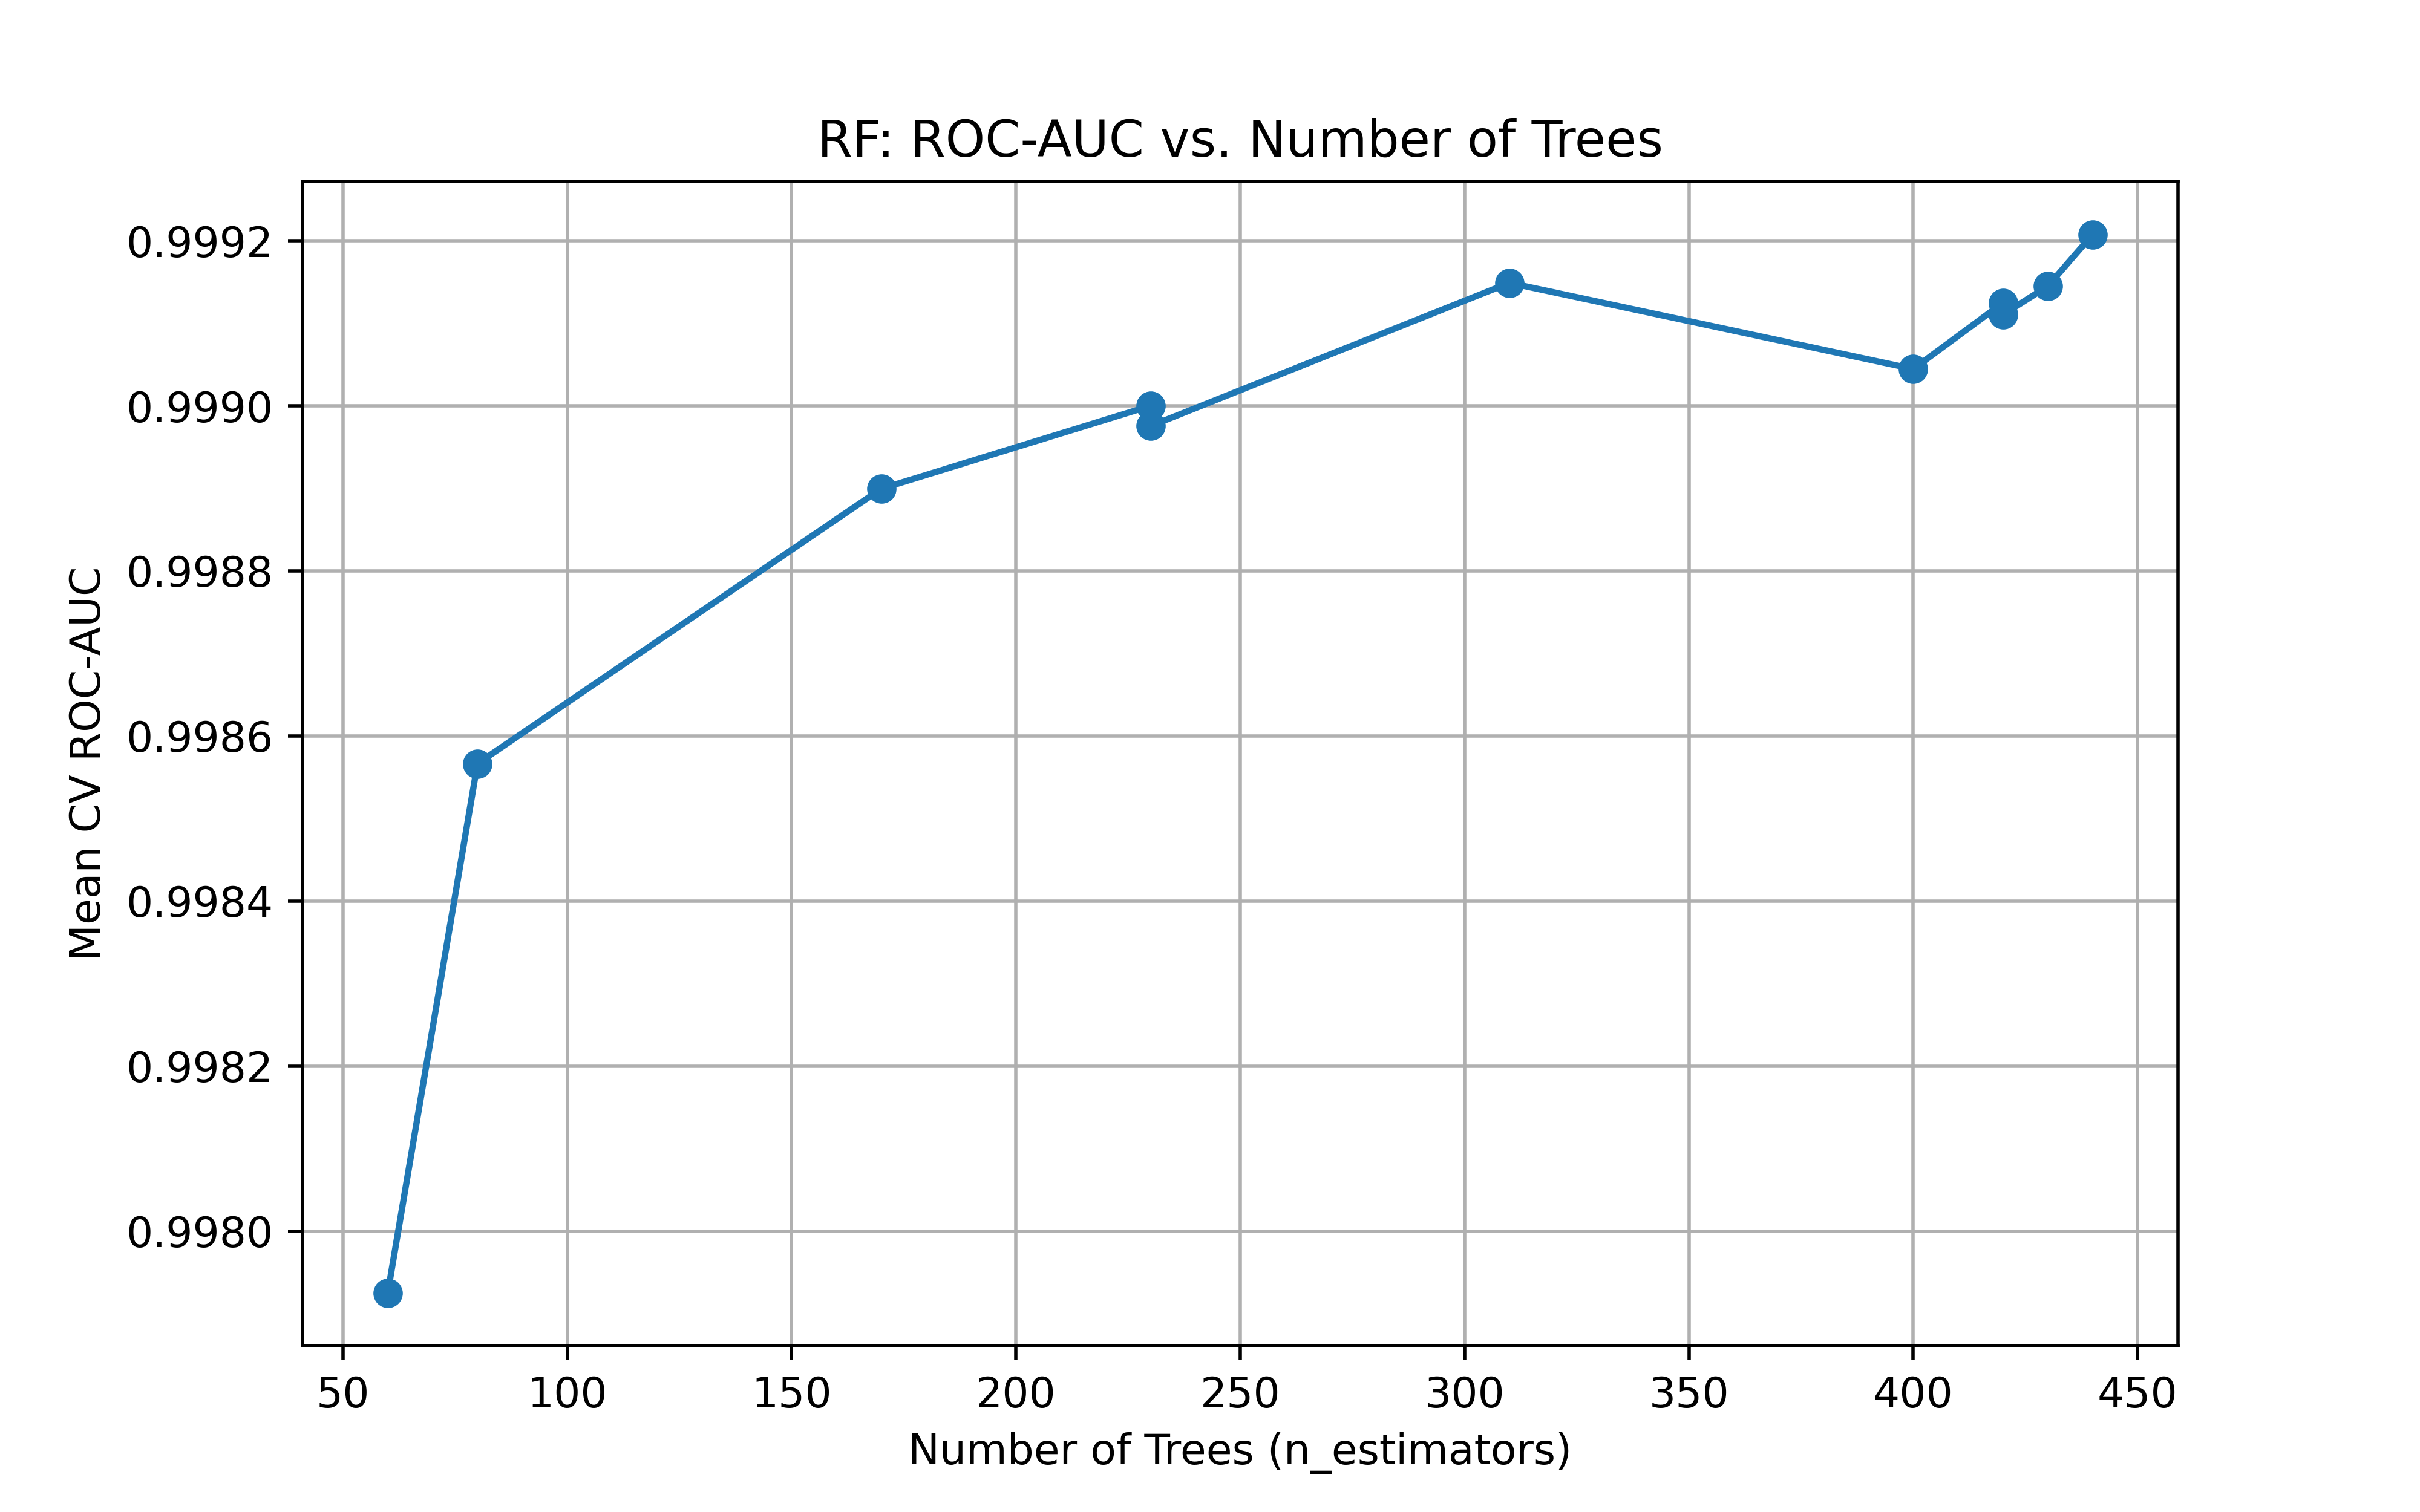 RF: ROC-AUC vs. Number of Trees
Mean CV ROC-AUC
0.9992
0.9990
0.9988
0.9986
0.9984
0.9982
0.9980
50 100 150 200 250 300 350 400 450
Number of Trees (n_estimators)